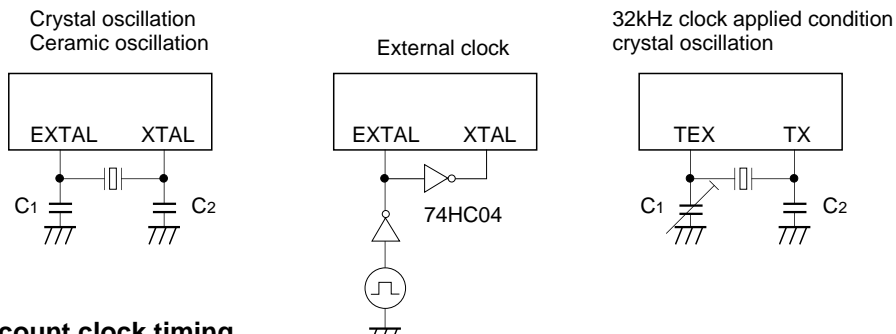 Crystal oscillation
Ceramic oscillation
External clock
32kHz clock applied condition
crystal oscillation
EXTAL XTAL
EXTAL XTAL
TEX TX
C1 C2
74HC04
C1 C2
count clock timing